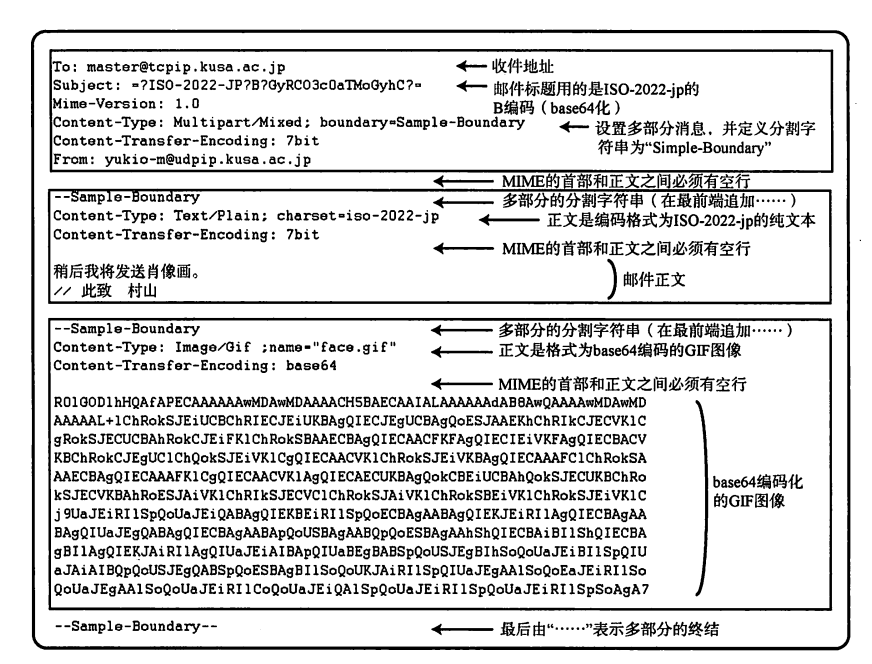 To: master@tcpip.kusa.ac.jp 收件地址
Subject: =?ISO-2022-JP?B?GyRCO3c0aTMoGyhC?= 邮件标题用的是ISO-2022-jp的
Mime-Version: 1.0 B编码（base64化）
Content-Type: Multipart/Mixed; boundary=Sample-Boundary 设置多部分消息，并定义分割字
Content-Transfer-Encoding: 7bit 符串为“Simple-Boundary”
From: yukio-m@udpip.kusa.ac.jp
MIME的首部和正文之间必须有空行
--Sample-Boundary 多部分的分割字符串（在最前端追加……）
Content-Type: Text/Plain; charset=iso-2022-jp 正文是编码格式为ISO-2022-jp的纯文本
Content-Transfer-Encoding: 7bit
MIME的首部和正文之间必须有空行
稍后我将发送肖像画。
// 此致 村山
邮件正文
--Sample-Boundary 多部分的分割字符串（在最前端追加……）
Content-Type: Image/Gif ;name="face.gif" 正文是格式为base64编码的GIF图像
Content-Transfer-Encoding: base64
MIME的首部和正文之间必须有空行
R0lGODlhHQAfAPECAAAAAAwMDAwMDAAAACH5BAECAAIALAAAAAAdAB8AwQAAAAwMDAwMD
AAAAAL+lChRokSJEiUCBChRIECJEiUKBAgQIECJEgUCBAgQoESJAAEKhChRIkCJECVKlC
gRokSJECUCBAhRokCJEiFKlChRokSBAAECBAgQIECAACFKFAgQIECIEiVKFAgQIECBACV
KBChRokCJEgUClChQokSJEiVKlCgQIECAACVKlChRokSJEiVKBAgQIECAAAFClChRokSA
AAECBAgQIECAAAFKlCgQIECAACVKlAgQIECAECUKBAgQokCBEiUCBAhQokSJECUKBChRo
kSJECVKBAhRoESJAiVKlChRIkSJECVClChRokSJAiVKlChRokSBEiVKlChRokSJEiVKlC
j9UaJEiRIlSpQoUaJEiQABAgQIEKBEiRIlSpQoECBAgAABAgQIEKJEiRIlAgQIECBAgAA
BAgQIUaJEgQABAgQIECBAgAABApQoUSBAgAABQpQoESBAgAAhShQIECBAiBIlShQIECBA
gBIlAgQIEKJAiRIlAgQIUaJEiAIBApQIUaBEgBABSpQoUSJEgBIhSoQoUaJEiBIlSpQIU
aJAiAIBQpQoUSJEgQABSpQoESBAgBIlSoQoUKJAiRIlSpQIUaJEgAAlSoQoEaJEiRIlSo
QoUaJEgAAlSoQoUaJEiRIlCoQoUaJEiQAlSpQoUaJEiRIlSpQoUaJEiRIlSpSoAgA7
base64编码化
的GIF图像
--Sample-Boundary-- 最后由“……”表示多部分的终结